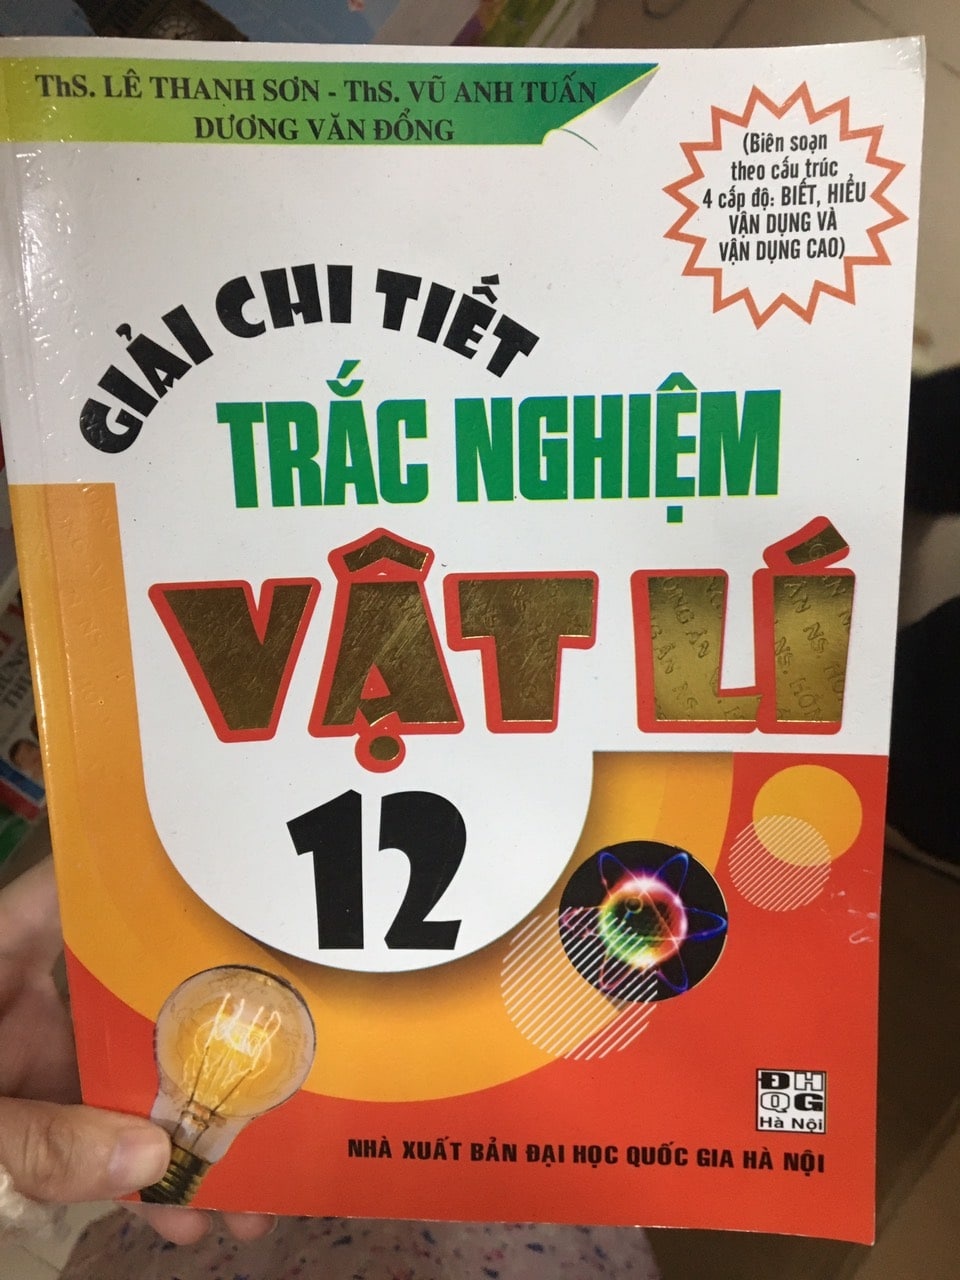 ThS. LÊ THANH SƠN - ThS. VŨ ANH TUẤN
DƯƠNG VĂN ĐỔNG
(Biên soạn
theo cấu trúc
4 cấp độ: BIẾT, HIỂU
VẬN DỤNG VÀ
VẬN DỤNG CAO)
GIẢI CHI TIẾT
TRẮC NGHIỆM
VẬT LÍ
12
ĐH
QG
Hà Nội
NHÀ XUẤT BẢN ĐẠI HỌC QUỐC GIA HÀ NỘI